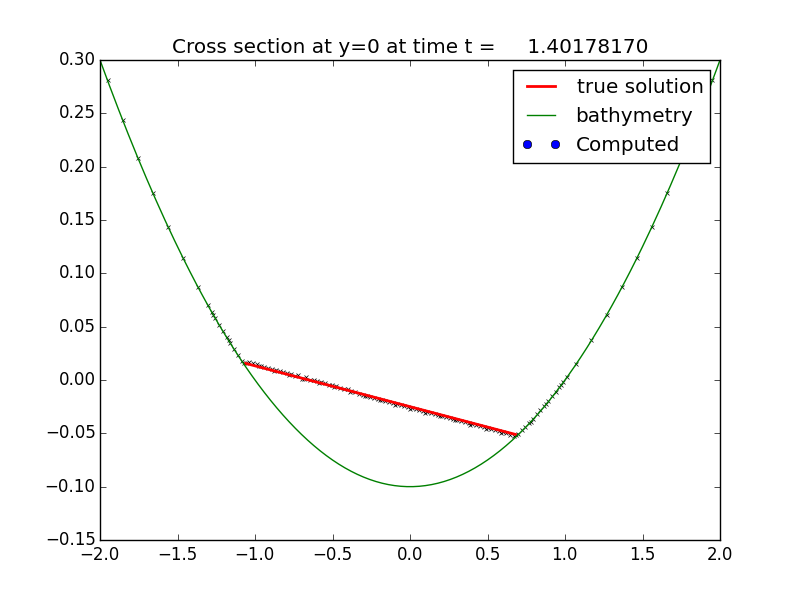 Cross section at y=0 at time t =     1.40178170
0.30
0.25
0.20
0.15
0.10
0.05
0.00
−0.05
−0.10
−0.15
true solution
bathymetry
Computed
−2.0 −1.5 −1.0 −0.5 0.0 0.5 1.0 1.5 2.0